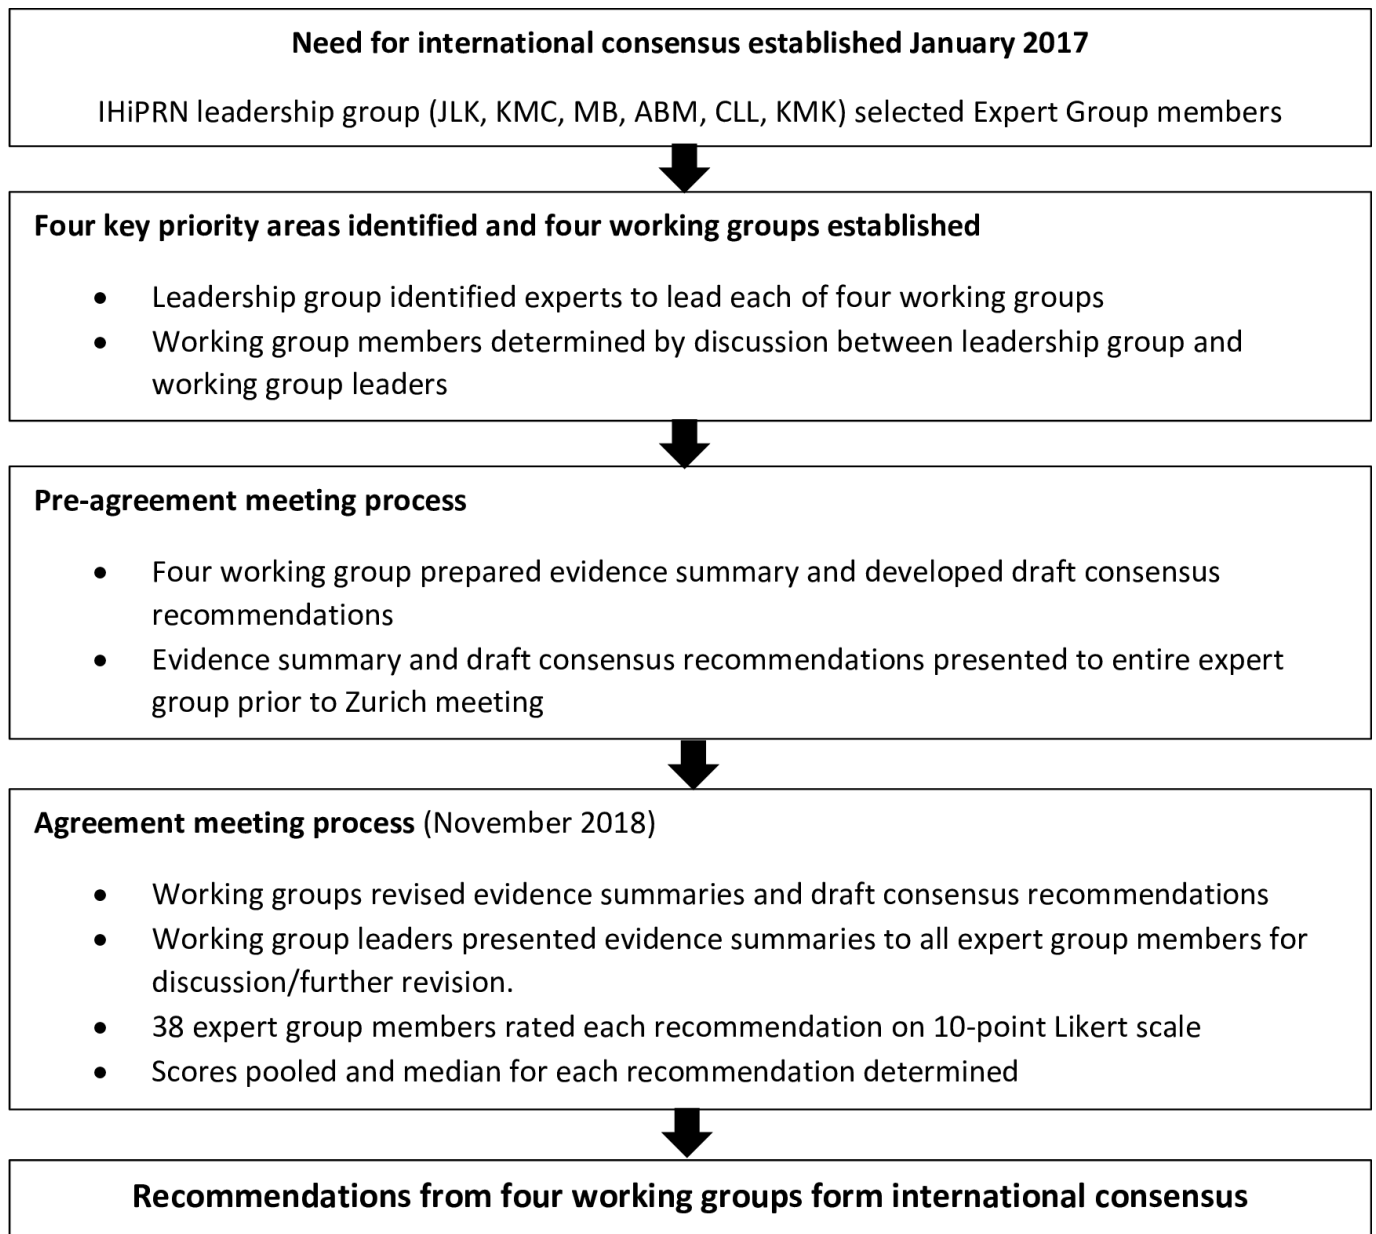 Need for international consensus established January 2017
IHiPRN leadership group (JLK, KMC, MB, ABM, CLL, KMK) selected Expert Group members
Four key priority areas identified and four working groups established
• Leadership group identified experts to lead each of four working groups
• Working group members determined by discussion between leadership group and
working group leaders
Pre-agreement meeting process
• Four working group prepared evidence summary and developed draft consensus
recommendations
• Evidence summary and draft consensus recommendations presented to entire expert
group prior to Zurich meeting
Agreement meeting process (November 2018)
• Working groups revised evidence summaries and draft consensus recommendations
• Working group leaders presented evidence summaries to all expert group members for
discussion/further revision.
• 38 expert group members rated each recommendation on 10-point Likert scale
• Scores pooled and median for each recommendation determined
Recommendations from four working groups form international consensus